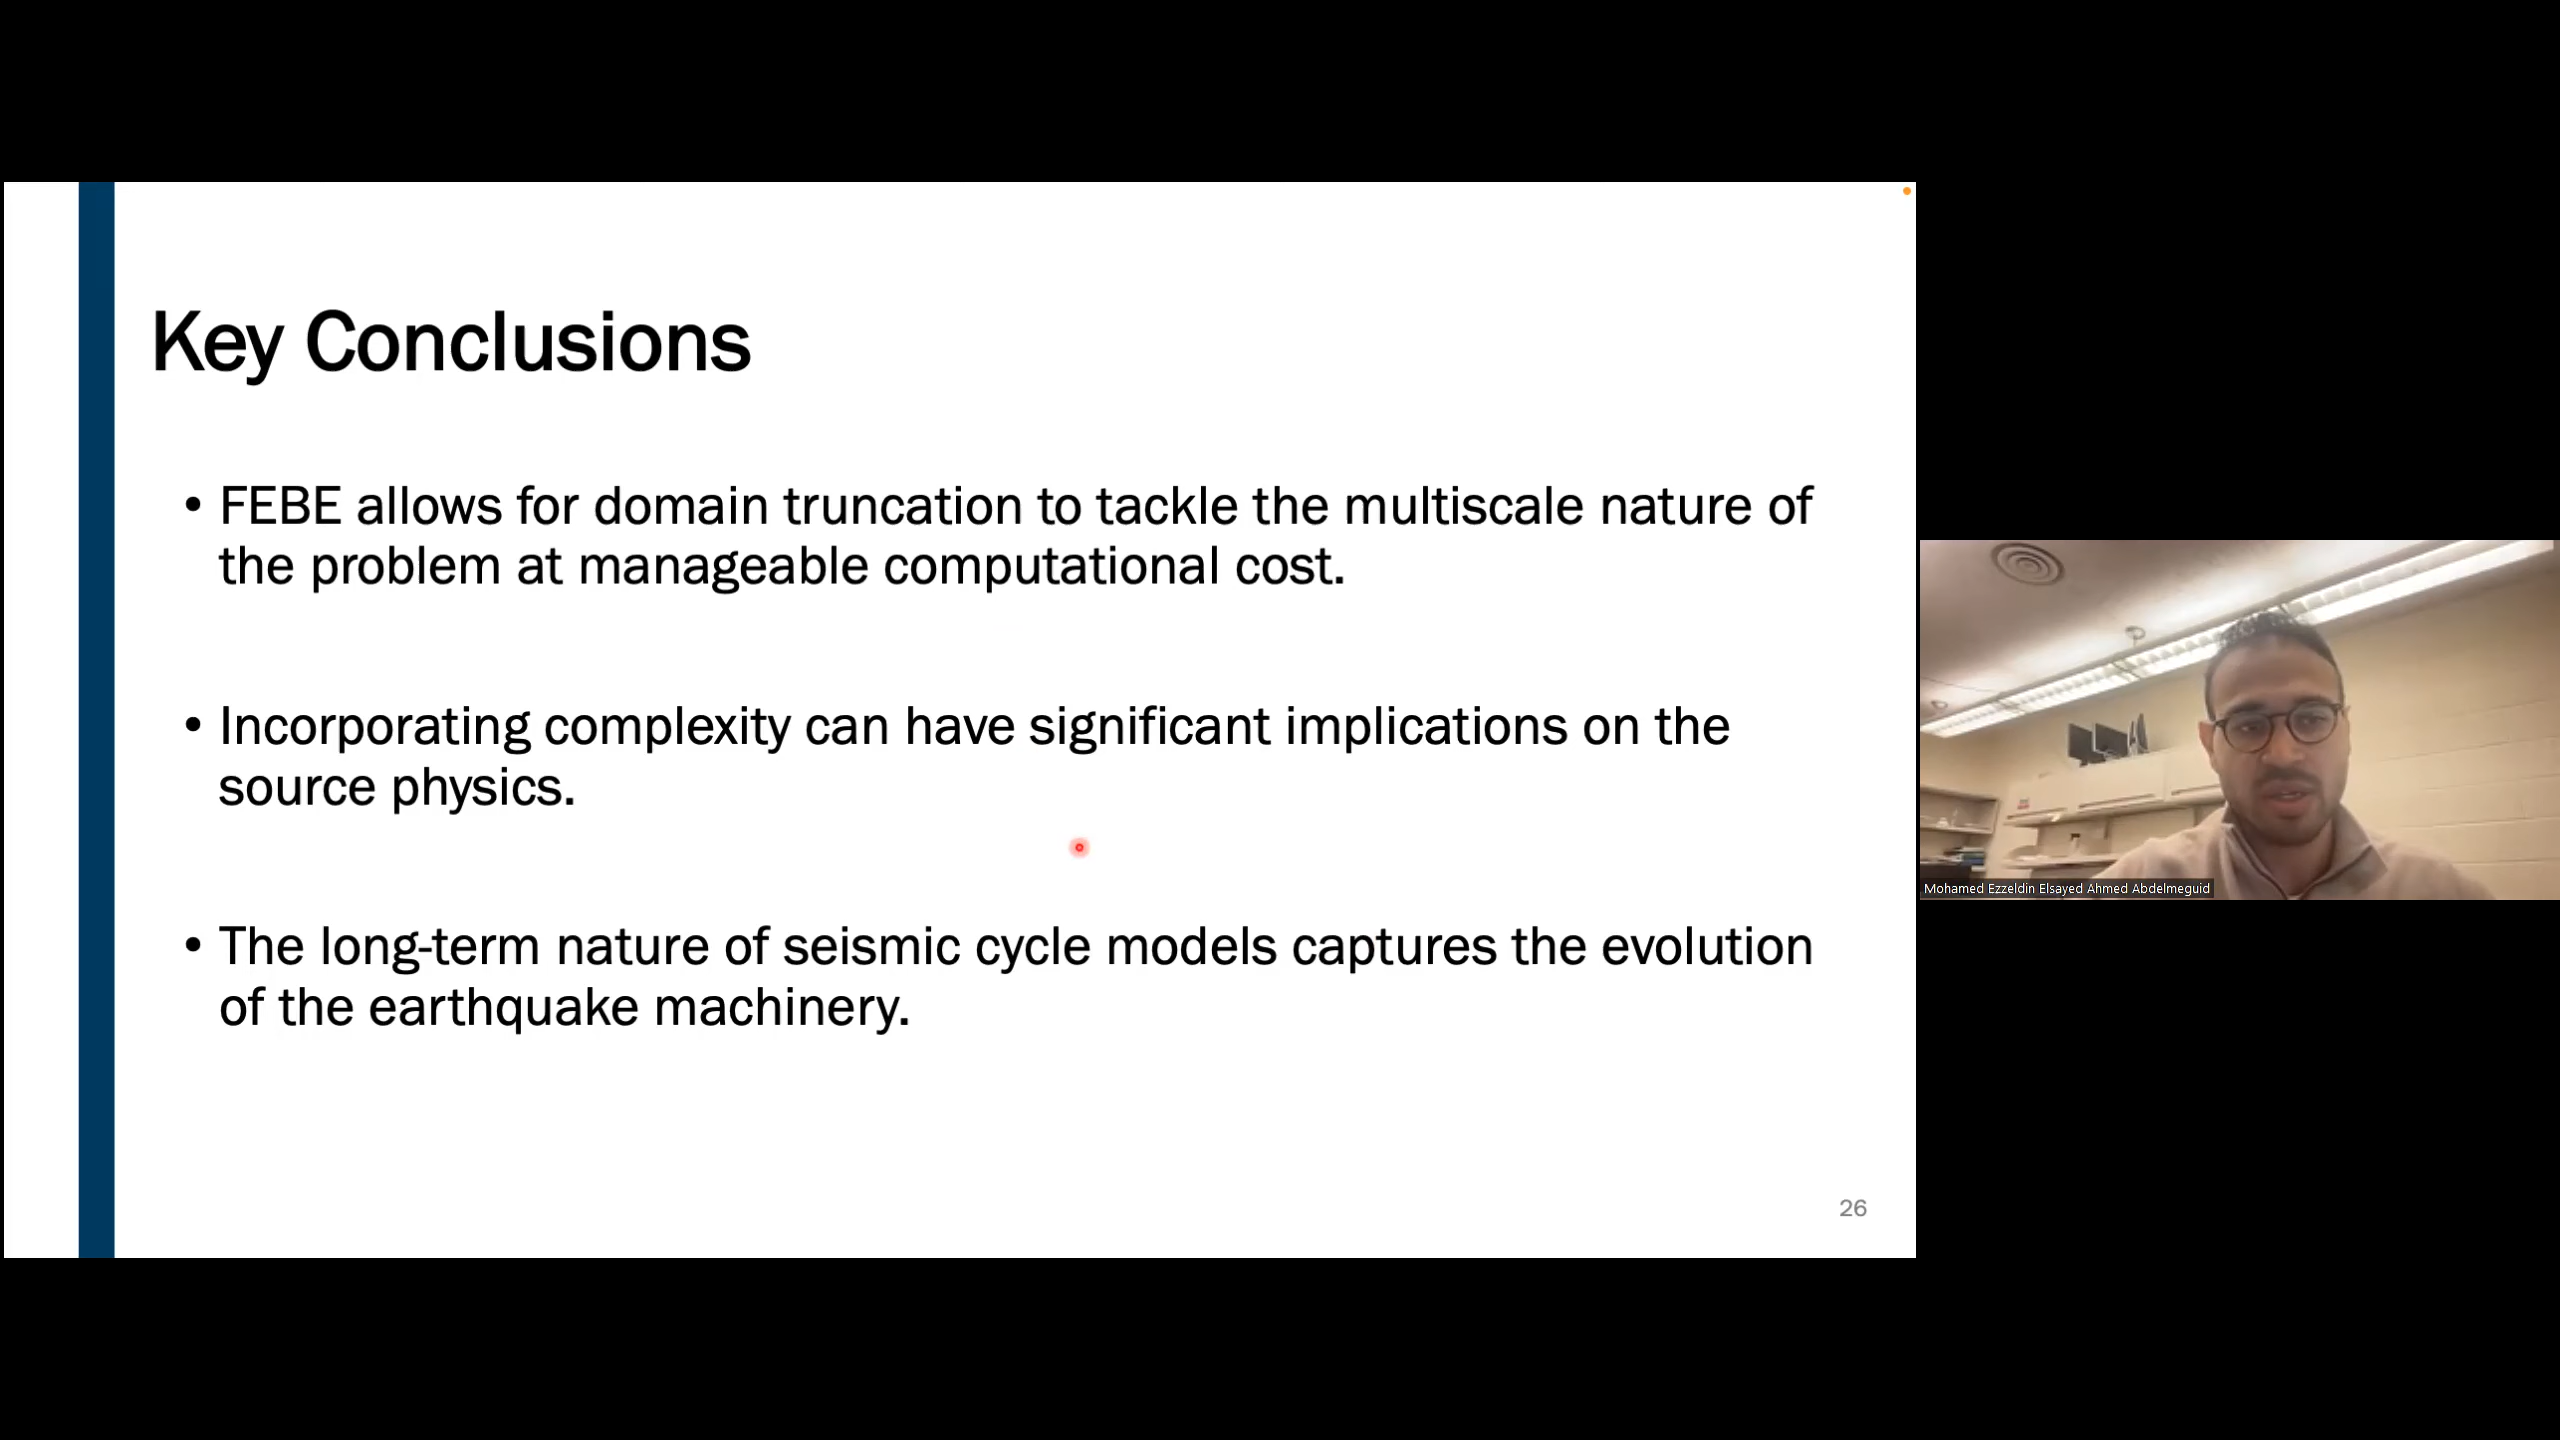 Key Conclusions
• FEBE allows for domain truncation to tackle the multiscale nature of
the problem at manageable computational cost.
• Incorporating complexity can have significant implications on the
source physics.
• The long-term nature of seismic cycle models captures the evolution
of the earthquake machinery.
26
Mohamed Ezzeldin Elsayed Ahmed Abdelmeguid